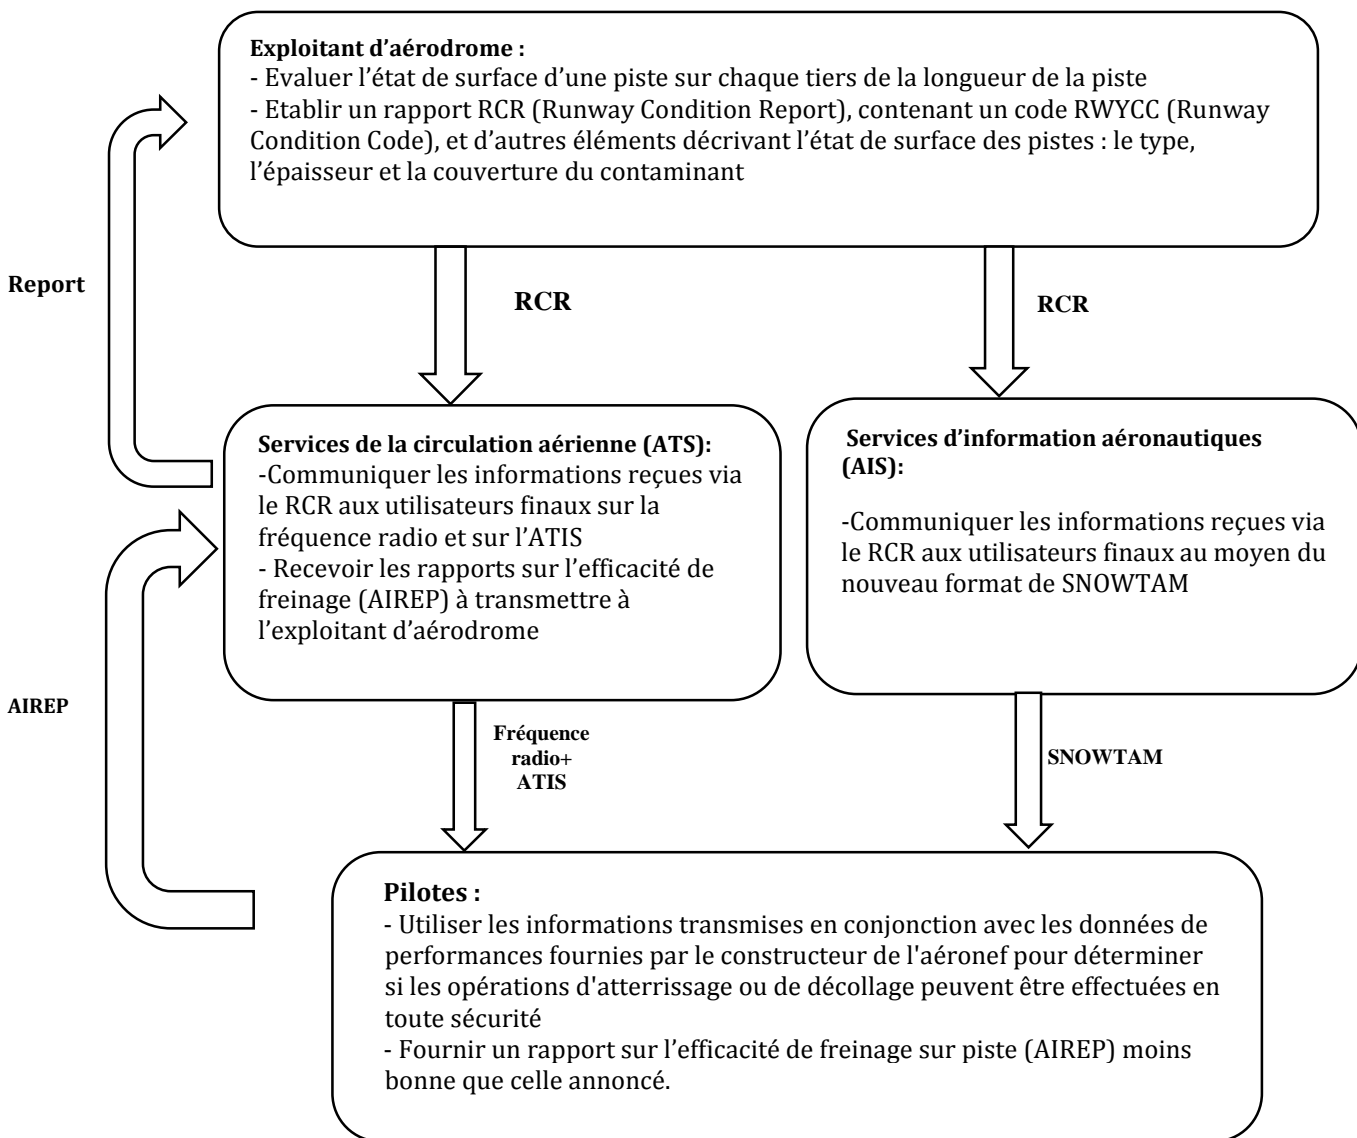 Exploitant d’aérodrome :
- Evaluer l’état de surface d’une piste sur chaque tiers de la longueur de la piste
- Etablir un rapport RCR (Runway Condition Report), contenant un code RWYCC (Runway
Condition Code), et d’autres éléments décrivant l’état de surface des pistes : le type,
l’épaisseur et la couverture du contaminant
Report
RCR
RCR
Services de la circulation aérienne (ATS):
-Communiquer les informations reçues via
le RCR aux utilisateurs finaux sur la
fréquence radio et sur l’ATIS
- Recevoir les rapports sur l’efficacité de
freinage (AIREP) à transmettre à
l’exploitant d’aérodrome
Services d’information aéronautiques
(AIS):
-Communiquer les informations reçues via
le RCR aux utilisateurs finaux au moyen du
nouveau format de SNOWTAM
AIREP
Fréquence
radio+
ATIS
SNOWTAM
Pilotes :
- Utiliser les informations transmises en conjonction avec les données de
performances fournies par le constructeur de l'aéronef pour déterminer
si les opérations d'atterrissage ou de décollage peuvent être effectuées en
toute sécurité
- Fournir un rapport sur l’efficacité de freinage sur piste (AIREP) moins
bonne que celle annoncé.